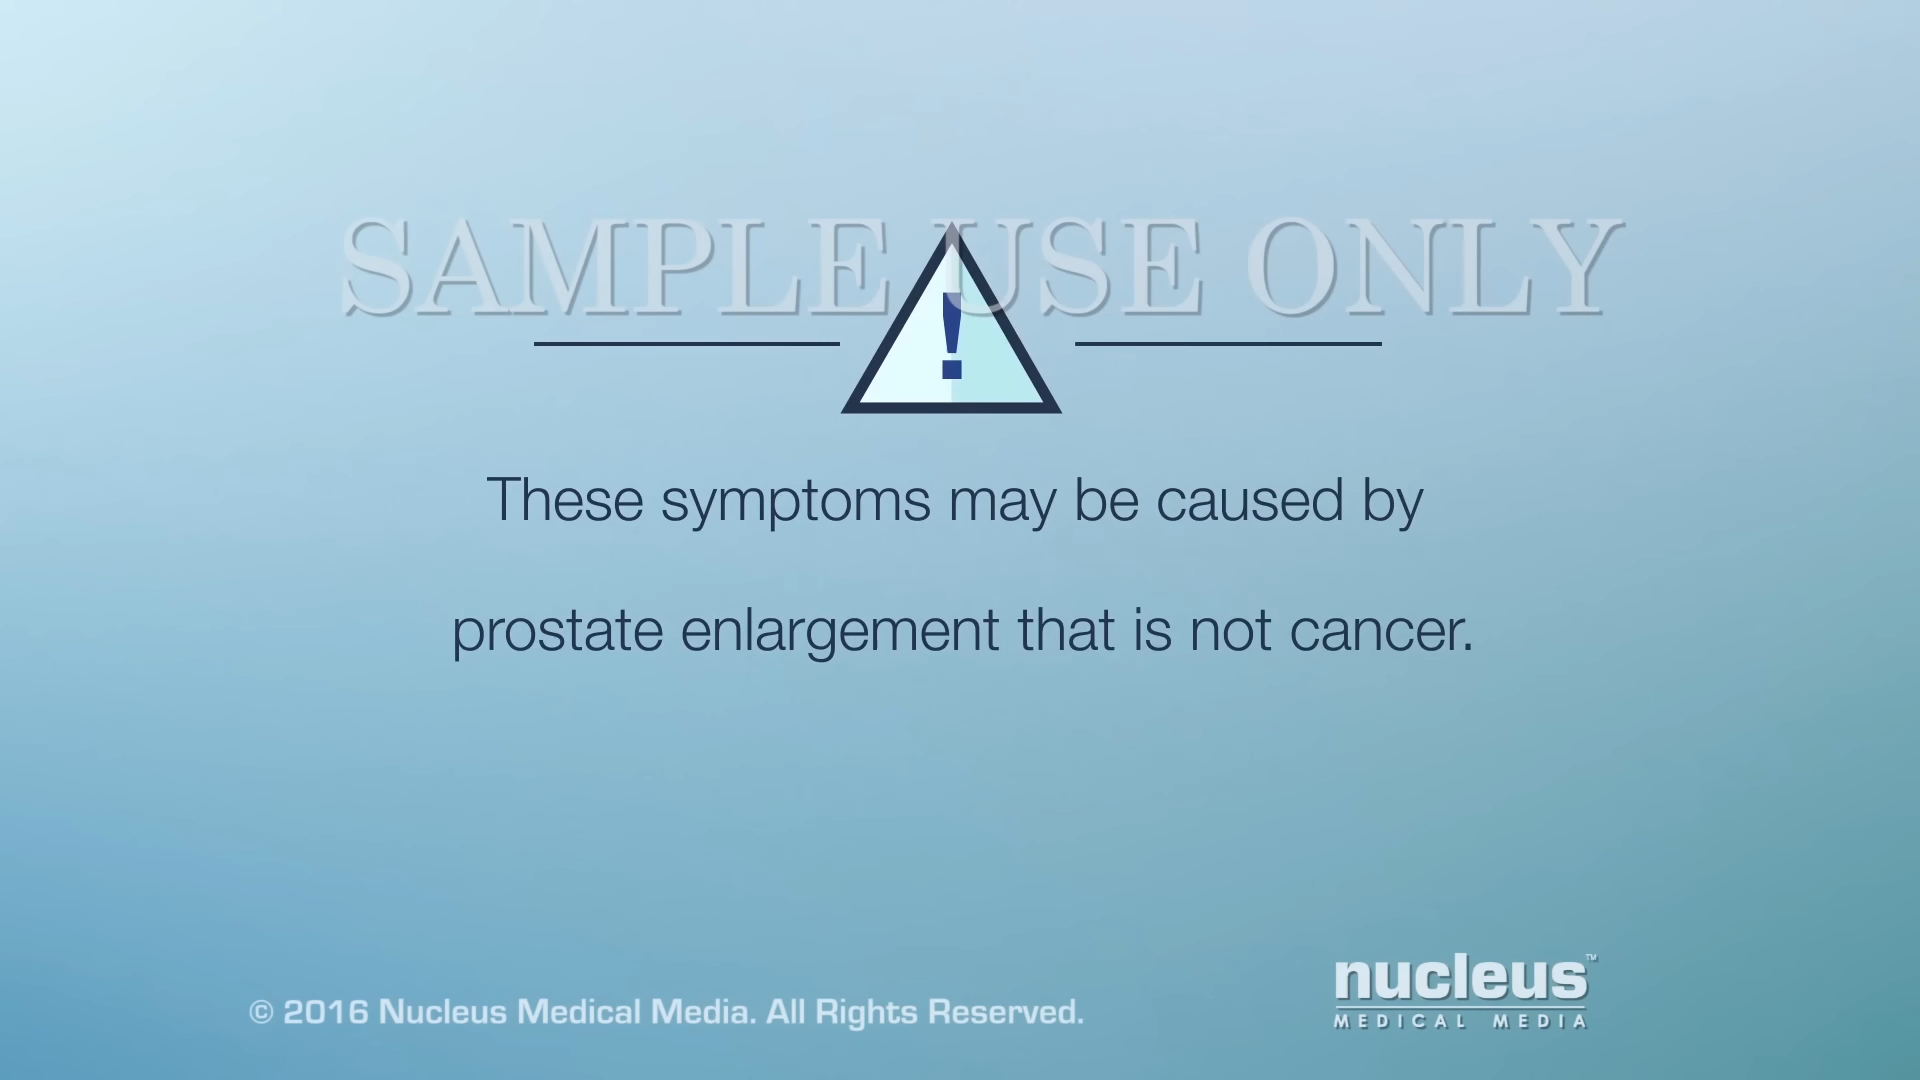 SAMPLE USE ONLY
!
These symptoms may be caused by
prostate enlargement that is not cancer.
nucleus™
MEDICAL MEDIA
© 2016 Nucleus Medical Media. All Rights Reserved.